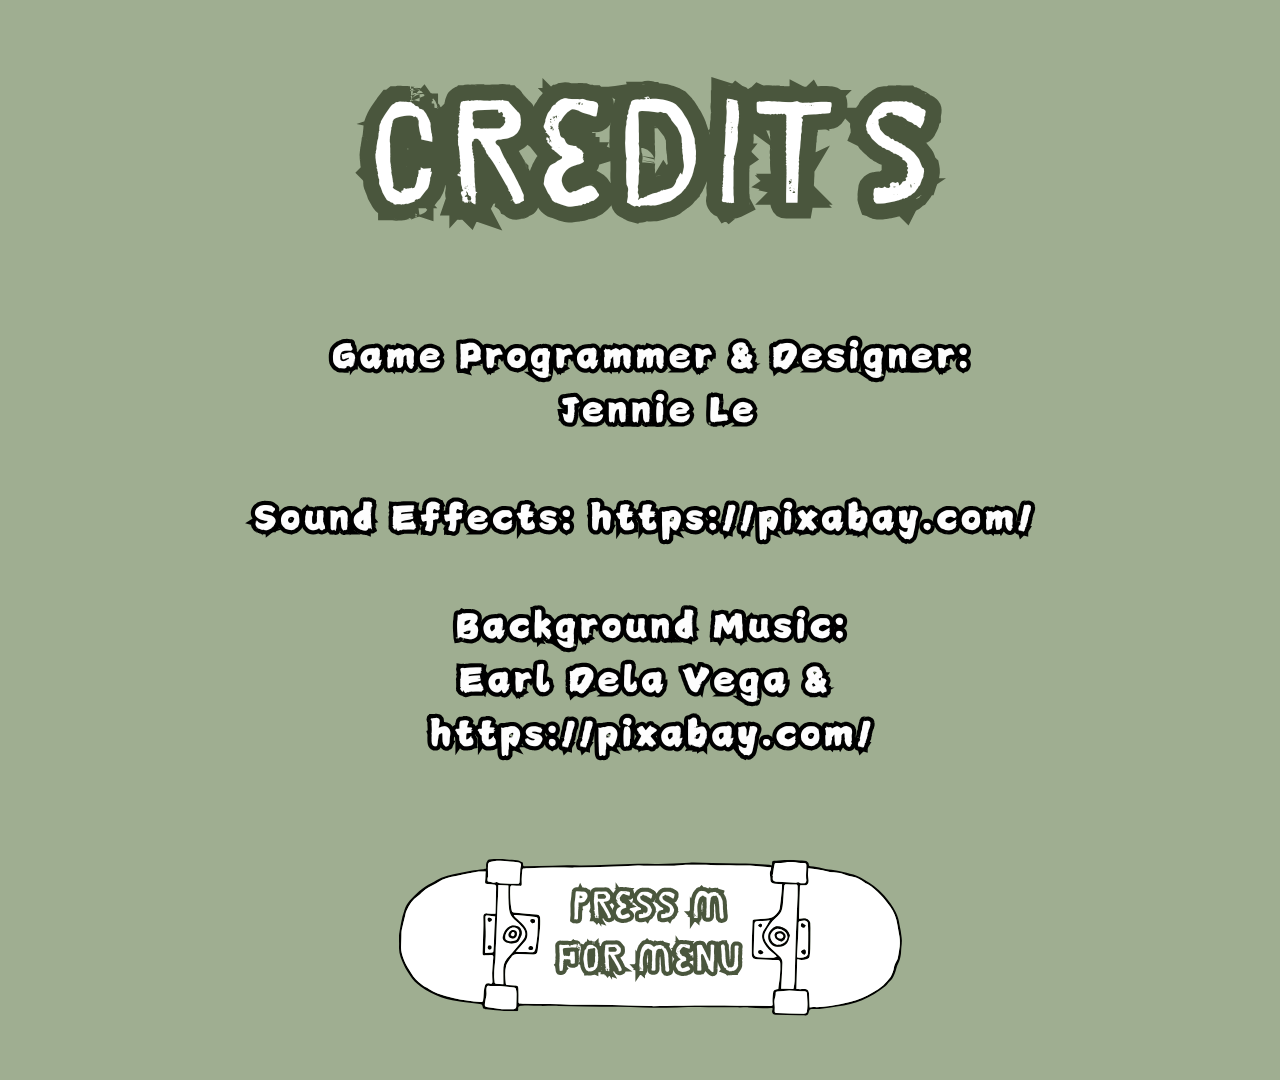 CREDITS
Game Programmer & Designer:
Jennie Le
Sound Effects: https://pixabay.com/
Background Music:
Earl Dela Vega &
https://pixabay.com/
PRESS M
FOR MENU